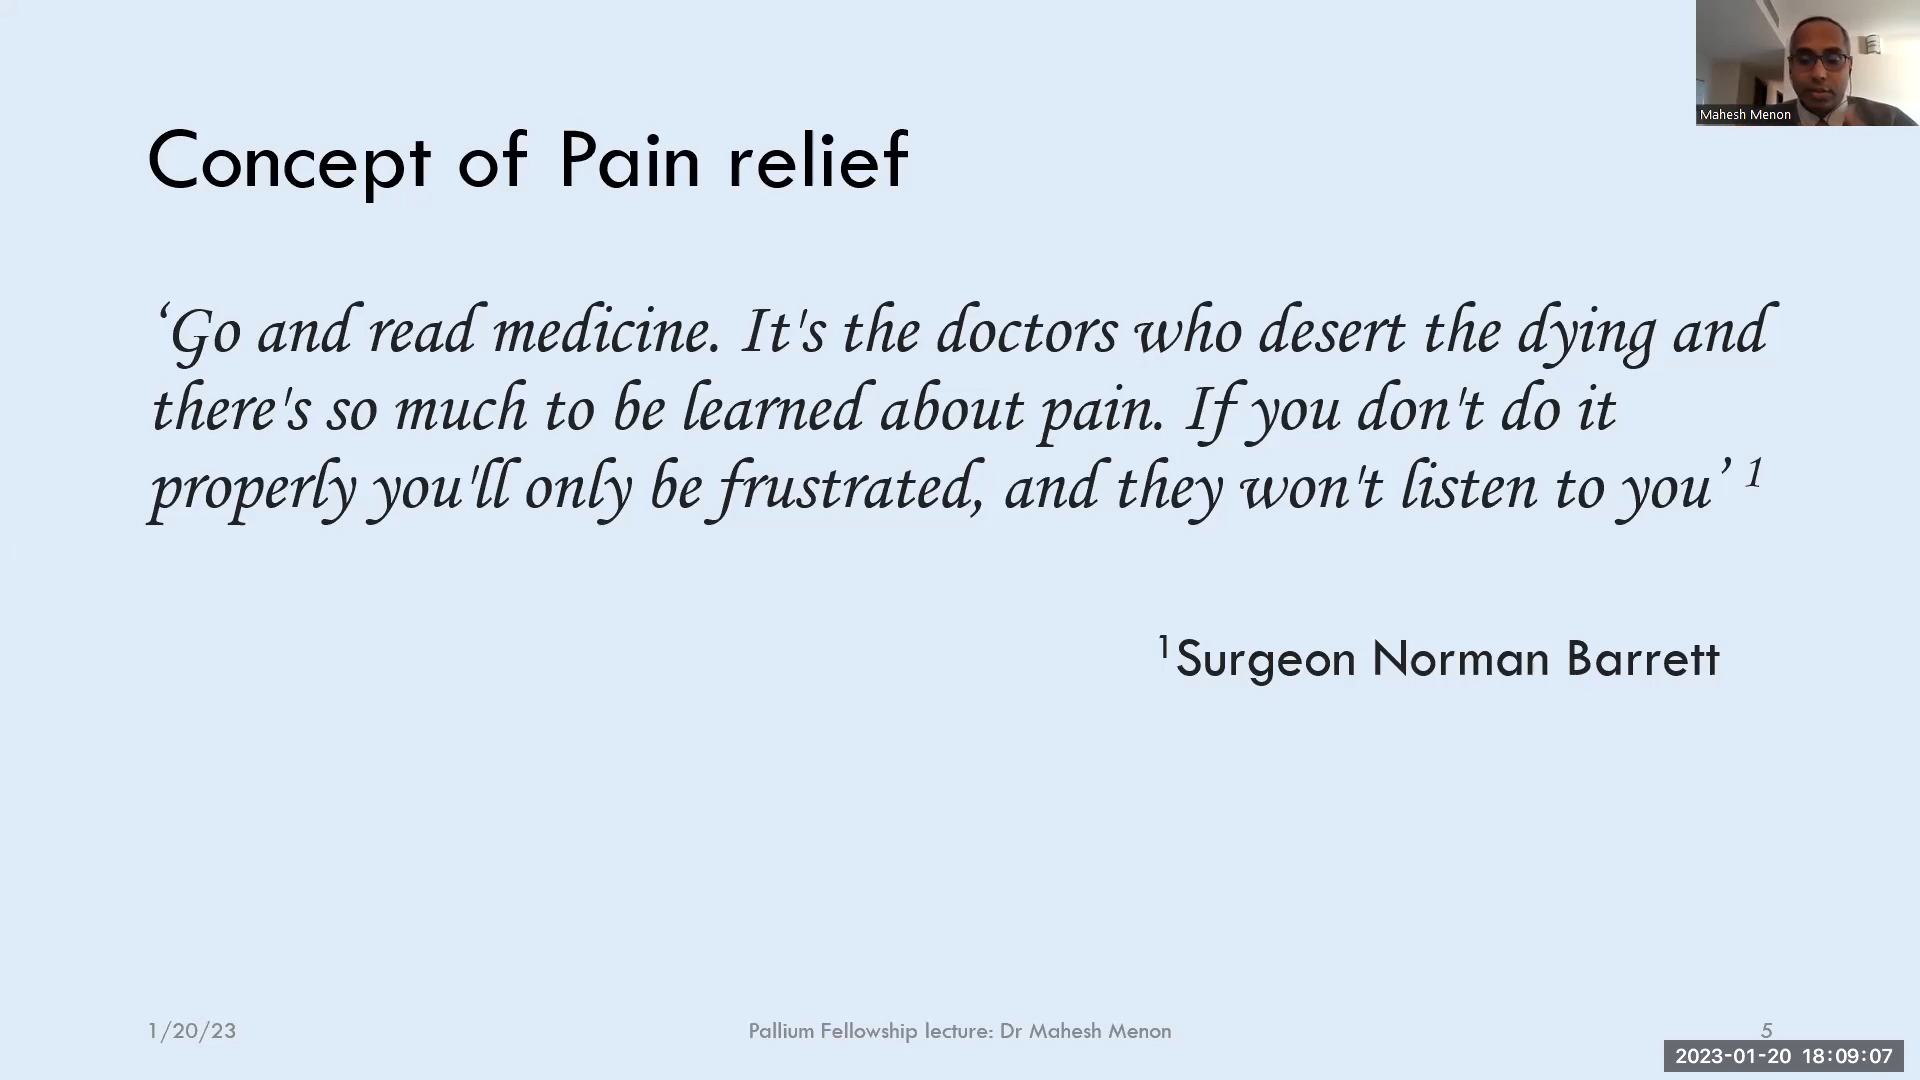 Mahesh Menon
Concept of Pain relief
‘Go and read medicine. It's the doctors who desert the dying and
there's so much to be learned about pain. If you don't do it
properly you'll only be frustrated, and they won't listen to you’ 1
1Surgeon Norman Barrett
1/20/23
Pallium Fellowship lecture: Dr Mahesh Menon
5
2023-01-20 18:09:07